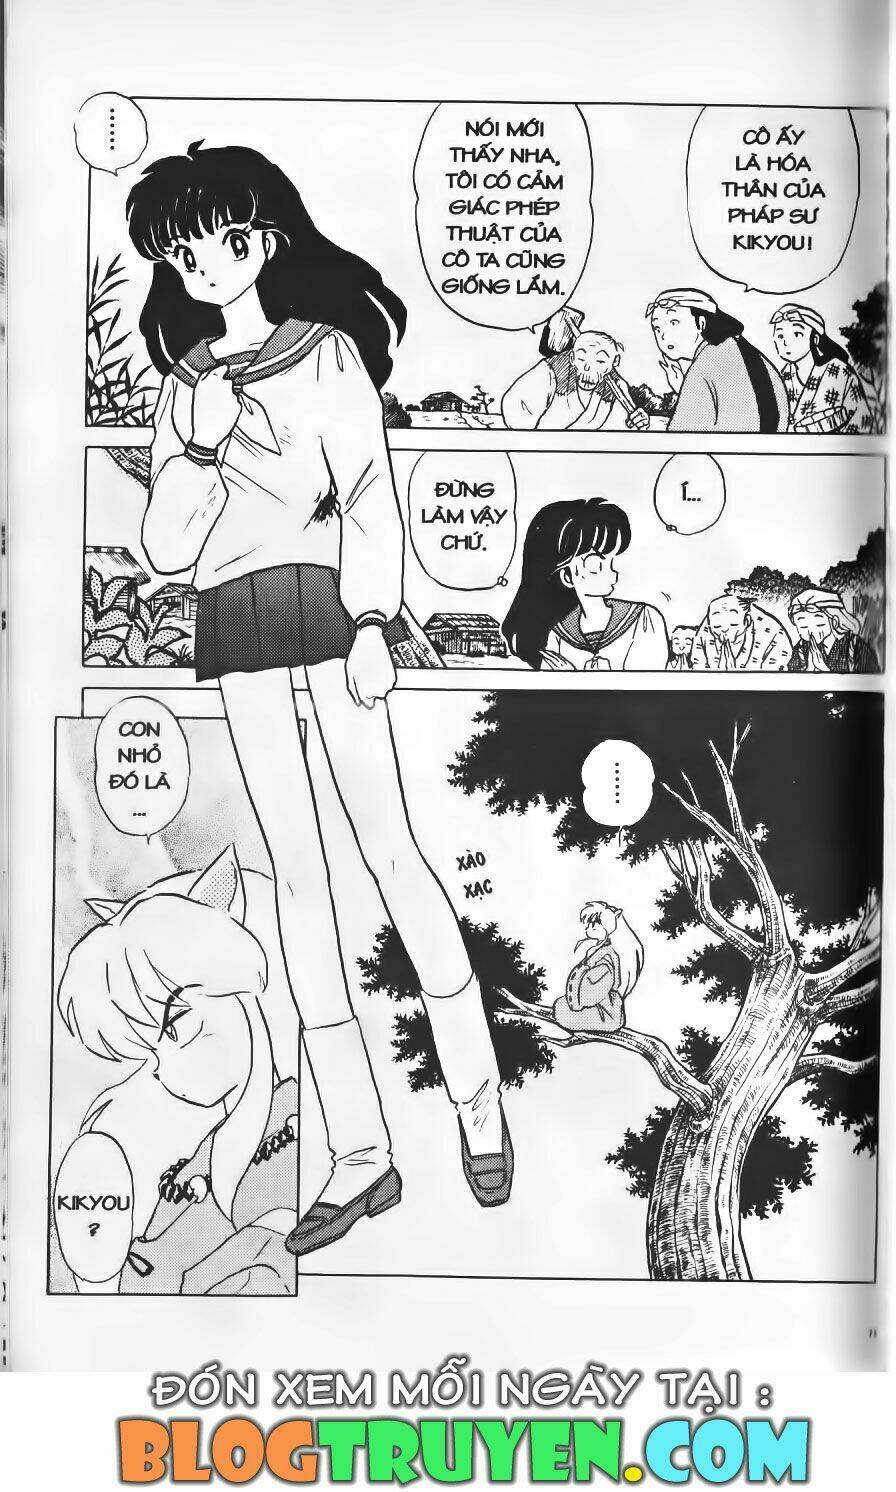 CÔ ẤY
LÀ HÓA
THÂN CỦA
PHÁP SƯ
KIKYOU!
NÓI MỚI
THẤY NHA,
TÔI CÓ CẢM
GIÁC PHÉP
THUẬT CỦA
CÔ TA CŨNG
GIỐNG LẮM.
......
Í...
ĐỪNG
LÀM VẬY
CHỨ.
......
XÀO
XẠC
CON
NHỎ
ĐÓ LÀ
...
KIKYOU
?
ĐÓN XEM MỖI NGÀY TẠI :
BLOGTRUYEN.COM